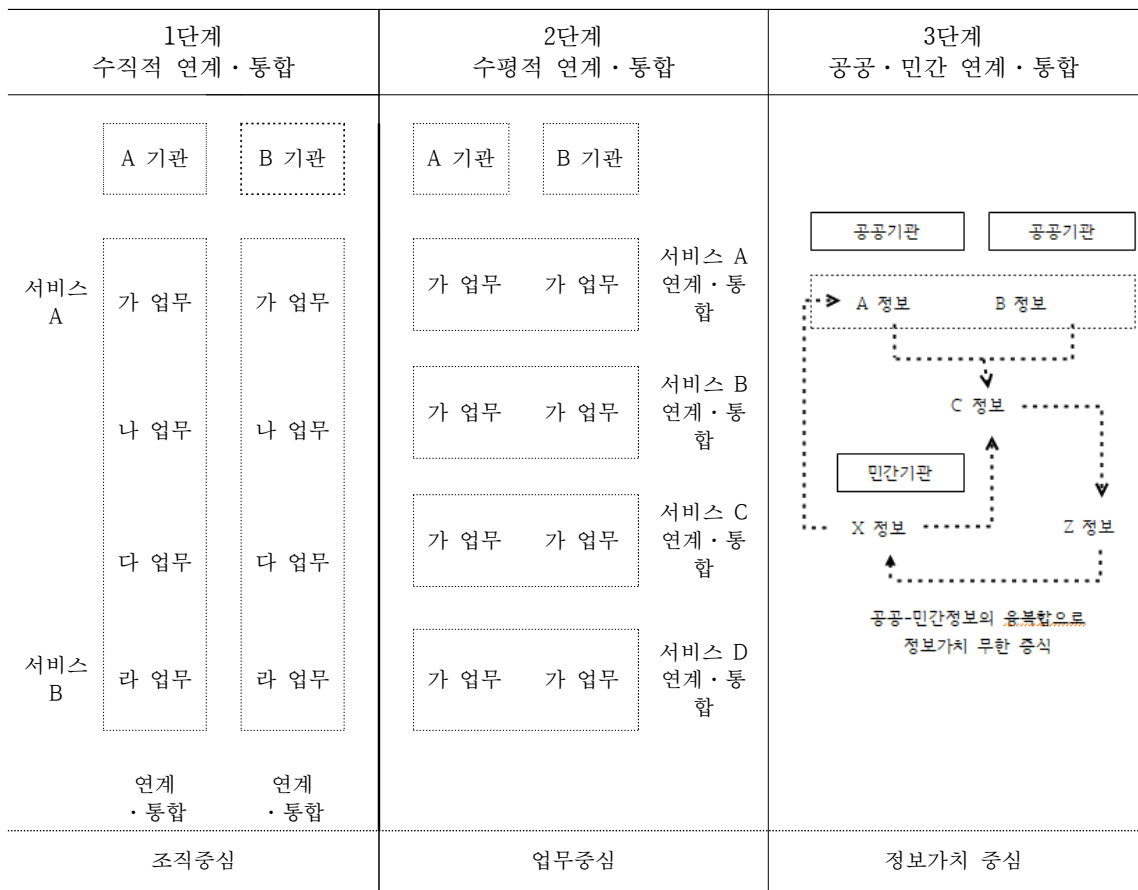 1단계
수직적 연계·통합
2단계
수평적 연계·통합
3단계
공공·민간 연계·통합
A 기관
B 기관
서비스
A
가 업무
가 업무
나 업무
나 업무
다 업무
다 업무
서비스
B
라 업무
라 업무
연계
·통합
연계
·통합
A 기관
B 기관
가 업무 가 업무
서비스 A
연계·통
합
가 업무 가 업무
서비스 B
연계·통
합
가 업무 가 업무
서비스 C
연계·통
합
가 업무 가 업무
서비스 D
연계·통
합
공공기관
공공기관
A 정보
B 정보
C 정보
민간기관
X 정보
Z 정보
공공-민간정보의 융복합으로
정보가치 무한 증식
조직중심
업무중심
정보가치 중심